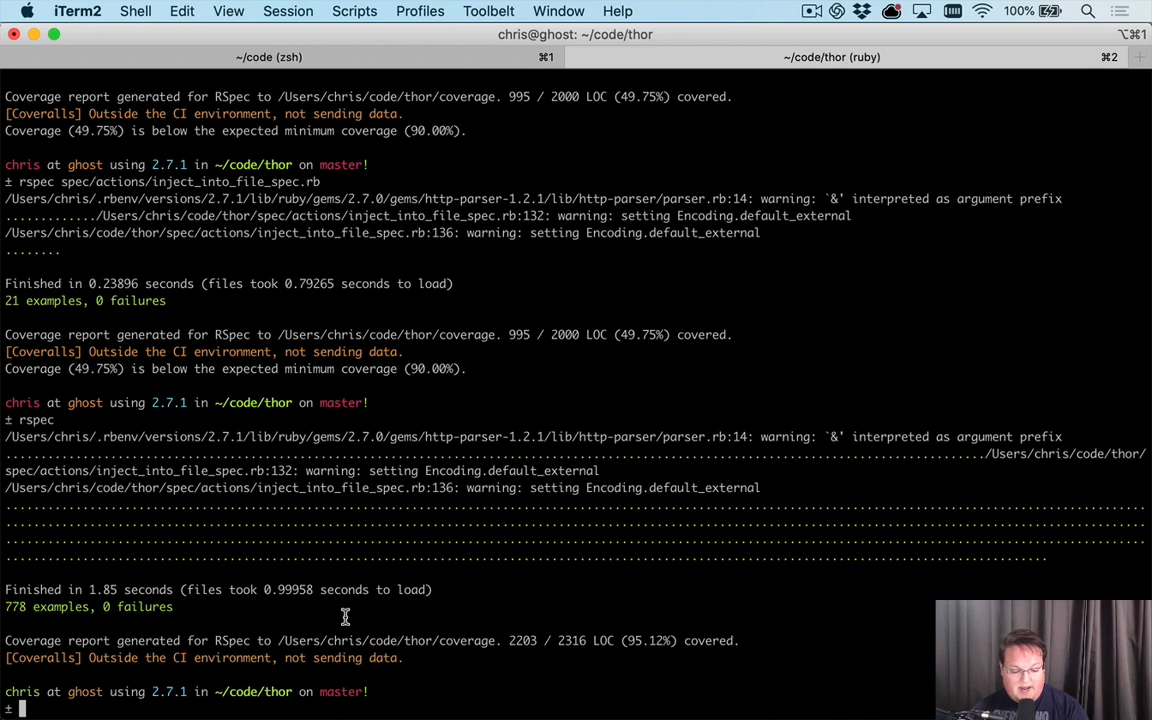 iTerm2 Shell Edit View Session Scripts Profiles Toolbelt Window Help 100%
chris@ghost: ~/code/thor ⌥⌘1
~/code (zsh) ⌘1 ~/code/thor (ruby) ⌘2 +
Coverage report generated for RSpec to /Users/chris/code/thor/coverage. 995 / 2000 LOC (49.75%) covered.
[Coveralls] Outside the CI environment, not sending data.
Coverage (49.75%) is below the expected minimum coverage (90.00%).
chris at ghost using 2.7.1 in ~/code/thor on master!
± rspec spec/actions/inject_into_file_spec.rb
/Users/chris/.rbenv/versions/2.7.1/lib/ruby/gems/2.7.0/gems/http-parser-1.2.1/lib/http-parser/parser.rb:14: warning: `&' interpreted as argument prefix
............./Users/chris/code/thor/spec/actions/inject_into_file_spec.rb:132: warning: setting Encoding.default_external
/Users/chris/code/thor/spec/actions/inject_into_file_spec.rb:136: warning: setting Encoding.default_external
........
Finished in 0.23896 seconds (files took 0.79265 seconds to load)
21 examples, 0 failures
Coverage report generated for RSpec to /Users/chris/code/thor/coverage. 995 / 2000 LOC (49.75%) covered.
[Coveralls] Outside the CI environment, not sending data.
Coverage (49.75%) is below the expected minimum coverage (90.00%).
chris at ghost using 2.7.1 in ~/code/thor on master!
± rspec
/Users/chris/.rbenv/versions/2.7.1/lib/ruby/gems/2.7.0/gems/http-parser-1.2.1/lib/http-parser/parser.rb:14: warning: `&' interpreted as argument prefix
..................................................................................................................../Users/chris/code/thor/
spec/actions/inject_into_file_spec.rb:132: warning: setting Encoding.default_external
/Users/chris/code/thor/spec/actions/inject_into_file_spec.rb:136: warning: setting Encoding.default_external
Finished in 1.85 seconds (files took 0.99958 seconds to load)
778 examples, 0 failures
Coverage report generated for RSpec to /Users/chris/code/thor/coverage. 2203 / 2316 LOC (95.12%) covered.
[Coveralls] Outside the CI environment, not sending data.
chris at ghost using 2.7.1 in ~/code/thor on master!
±